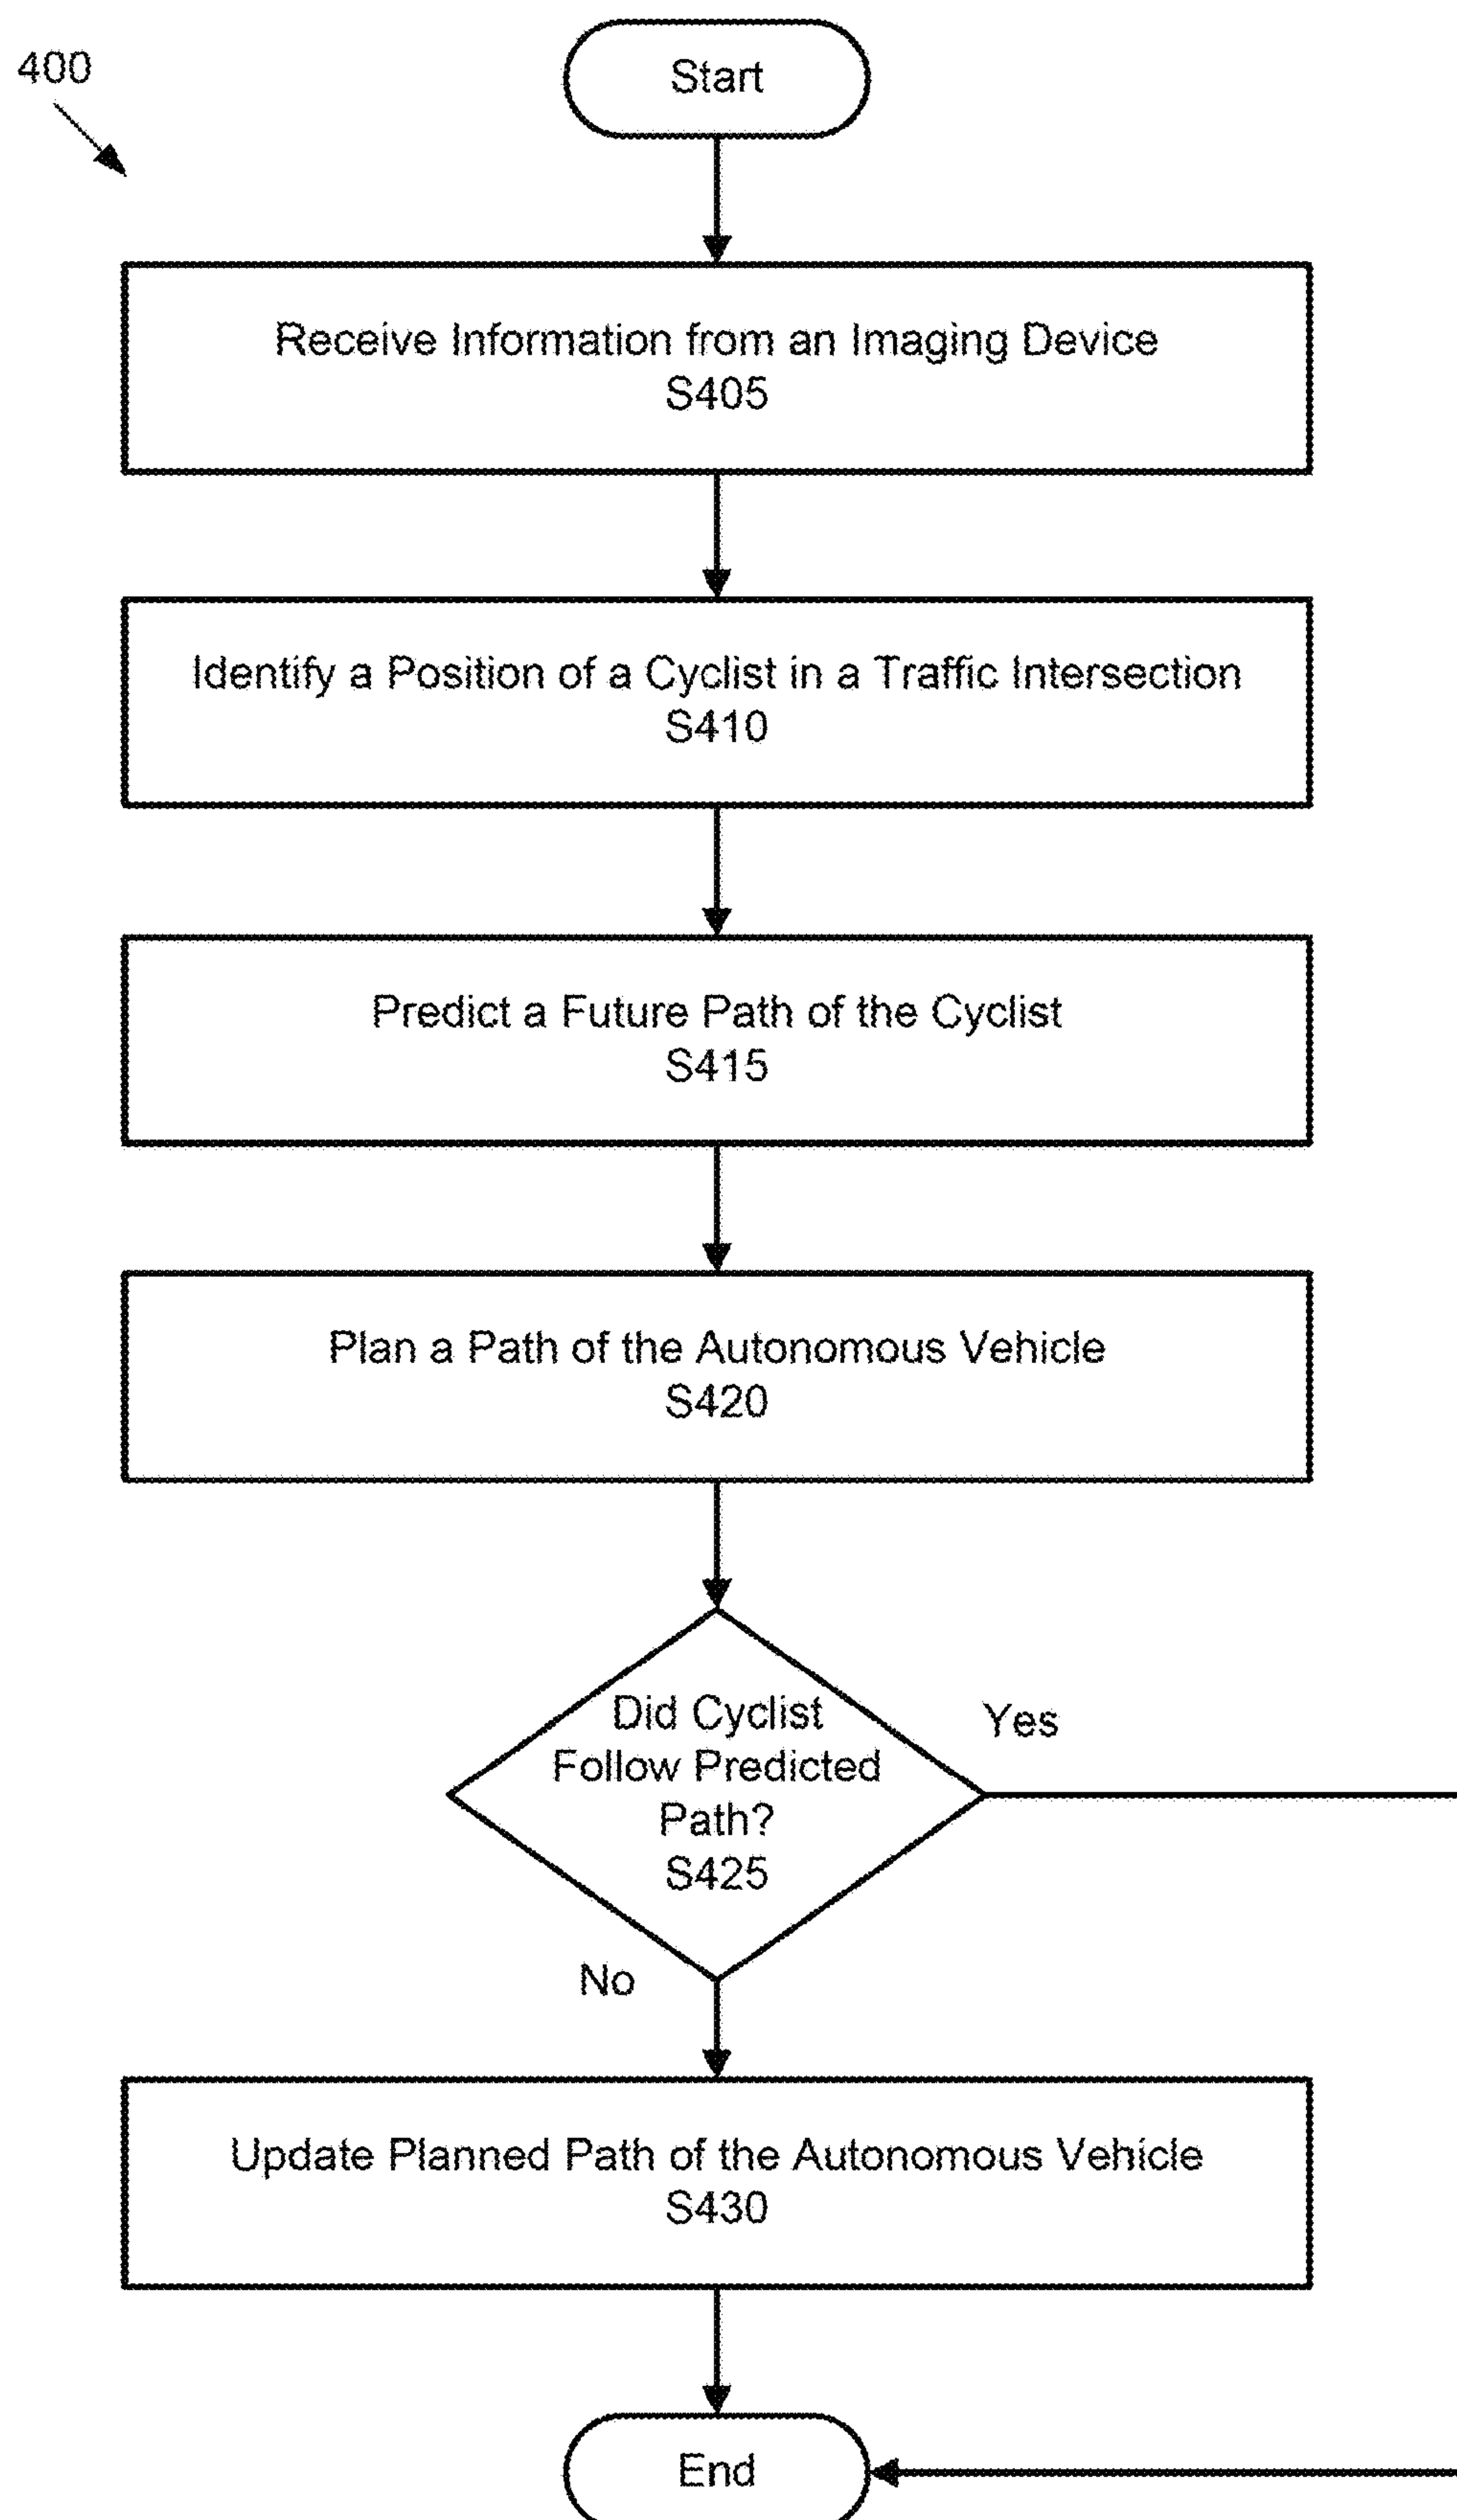 400
Start
Receive Information from an Imaging Device
S405
Identify a Position of a Cyclist in a Traffic Intersection
S410
Predict a Future Path of the Cyclist
S415
Plan a Path of the Autonomous Vehicle
S420
Did Cyclist
Follow Predicted
Path?
S425
Yes
No
Update Planned Path of the Autonomous Vehicle
S430
End